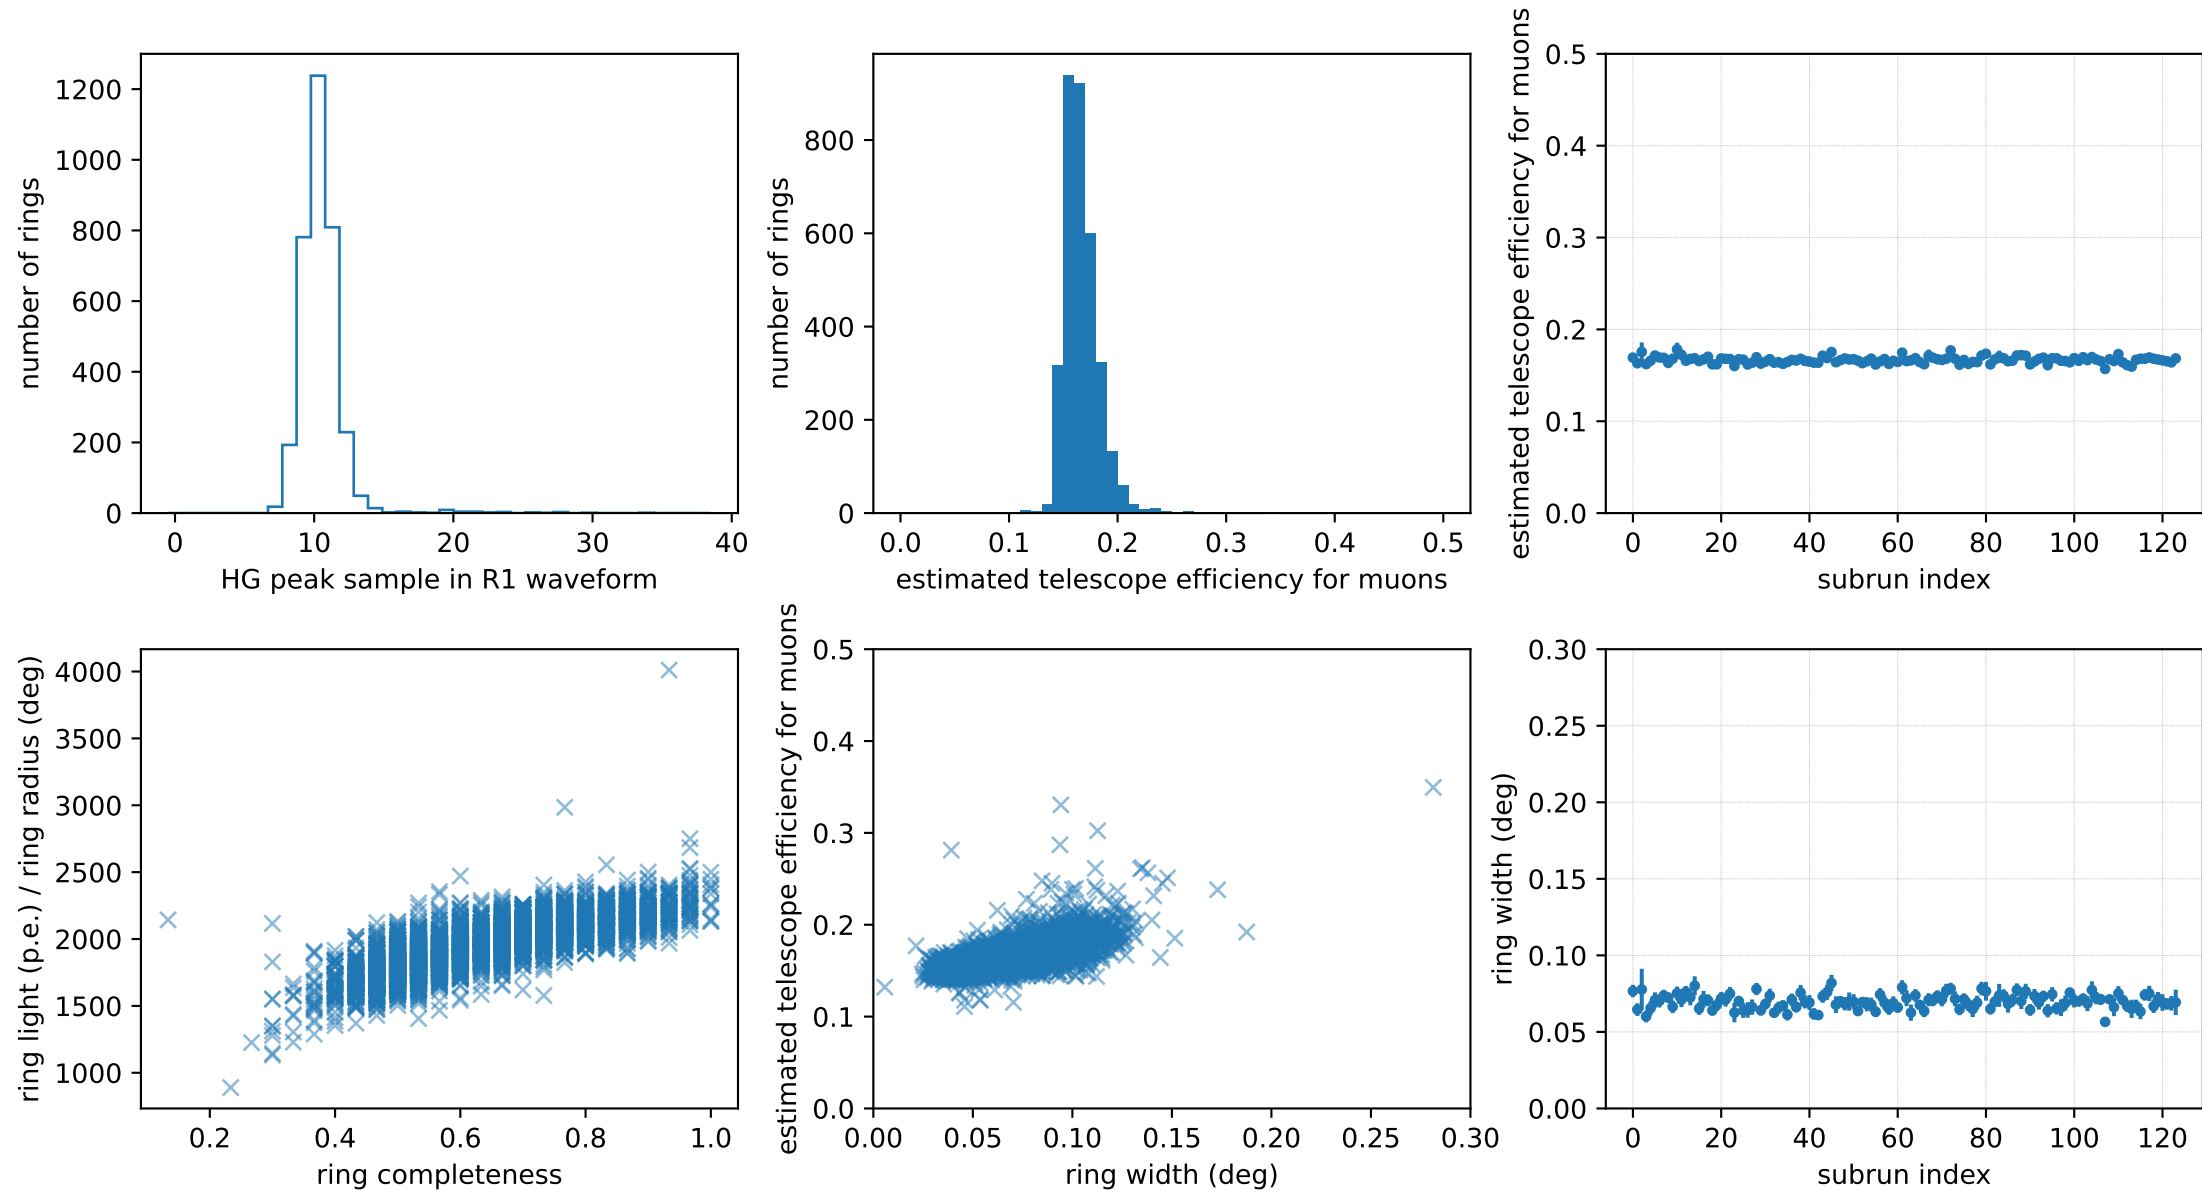 number of rings
1200
1000
800
600
400
200
0
0 10 20 30 40
HG peak sample in R1 waveform
number of rings
800
600
400
200
0
0.0 0.1 0.2 0.3 0.4 0.5
estimated telescope efficiency for muons
estimated telescope efficiency for muons
0.5
0.4
0.3
0.2
0.1
0.0
0 20 40 60 80 100 120
subrun index
ring light (p.e.) / ring radius (deg)
4000
3500
3000
2500
2000
1500
1000
0.2 0.4 0.6 0.8 1.0
ring completeness
estimated telescope efficiency for muons
0.5
0.4
0.3
0.2
0.1
0.0
0.00 0.05 0.10 0.15 0.20 0.25 0.30
ring width (deg)
ring width (deg)
0.30
0.25
0.20
0.15
0.10
0.05
0.00
0 20 40 60 80 100 120
subrun index